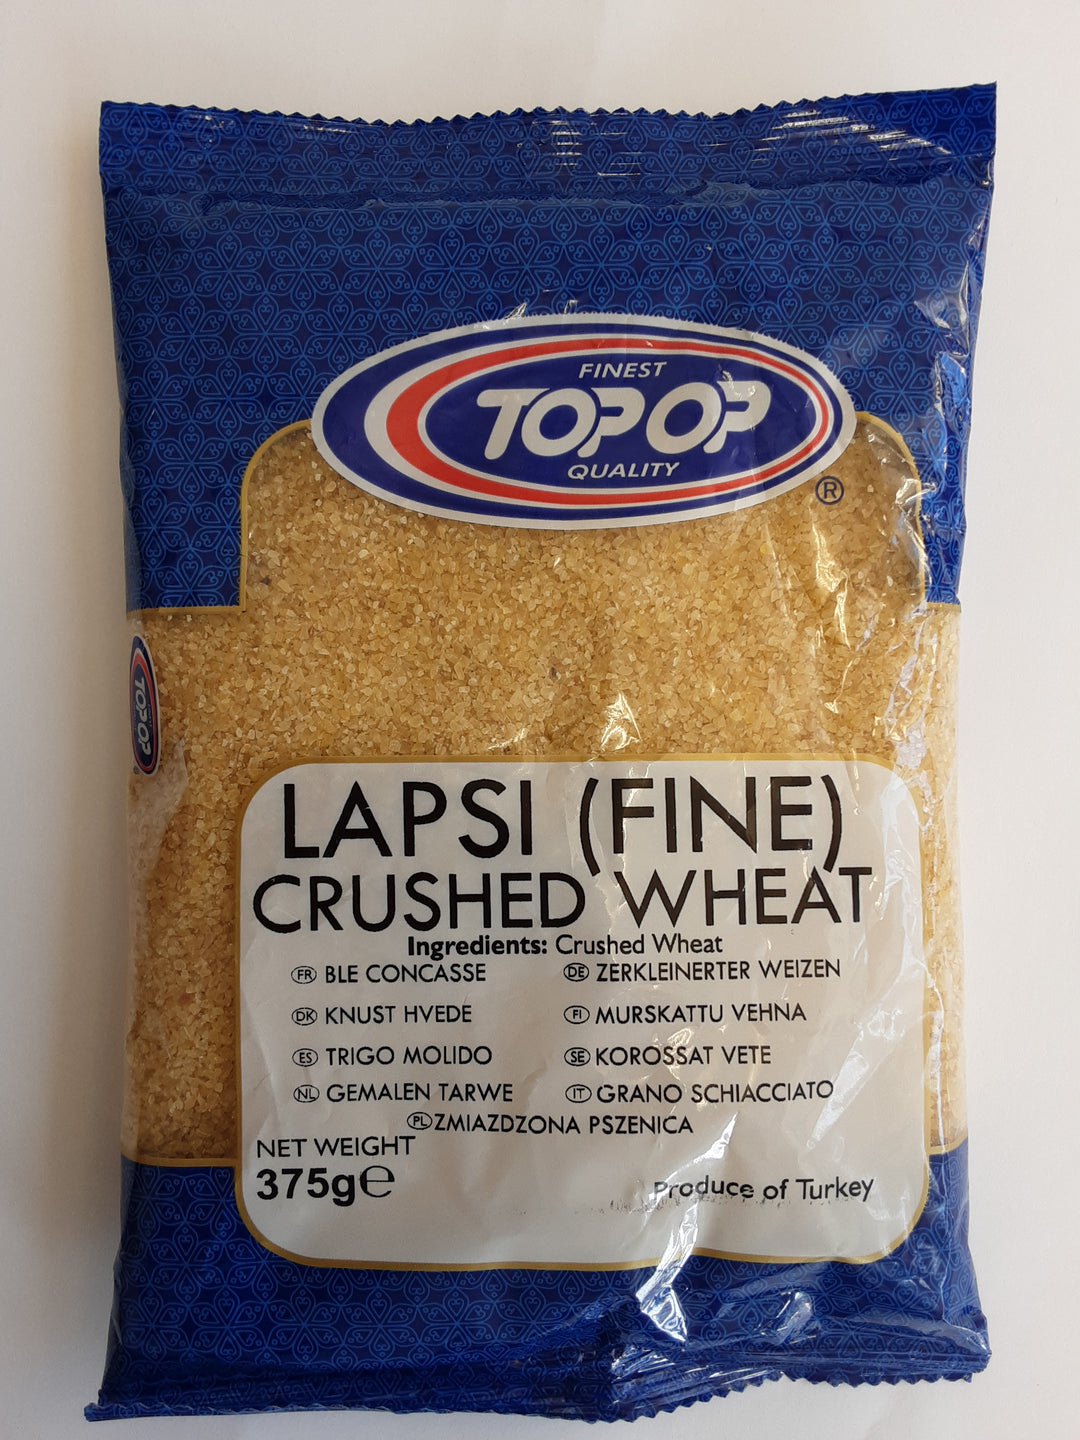 FINEST
TOPOP
QUALITY
®
TOPOP
LAPSI (FINE)
CRUSHED WHEAT
Ingredients: Crushed Wheat
FR BLE CONCASSE
DE ZERKLEINERTER WEIZEN
DK KNUST HVEDE
FI MURSKATTU VEHNA
ES TRIGO MOLIDO
SE KOROSSAT VETE
NL GEMALEN TARWE
IT GRANO SCHIACCIATO
PL ZMIAZDZONA PSZENICA
NET WEIGHT
375g℮
Produce of Turkey